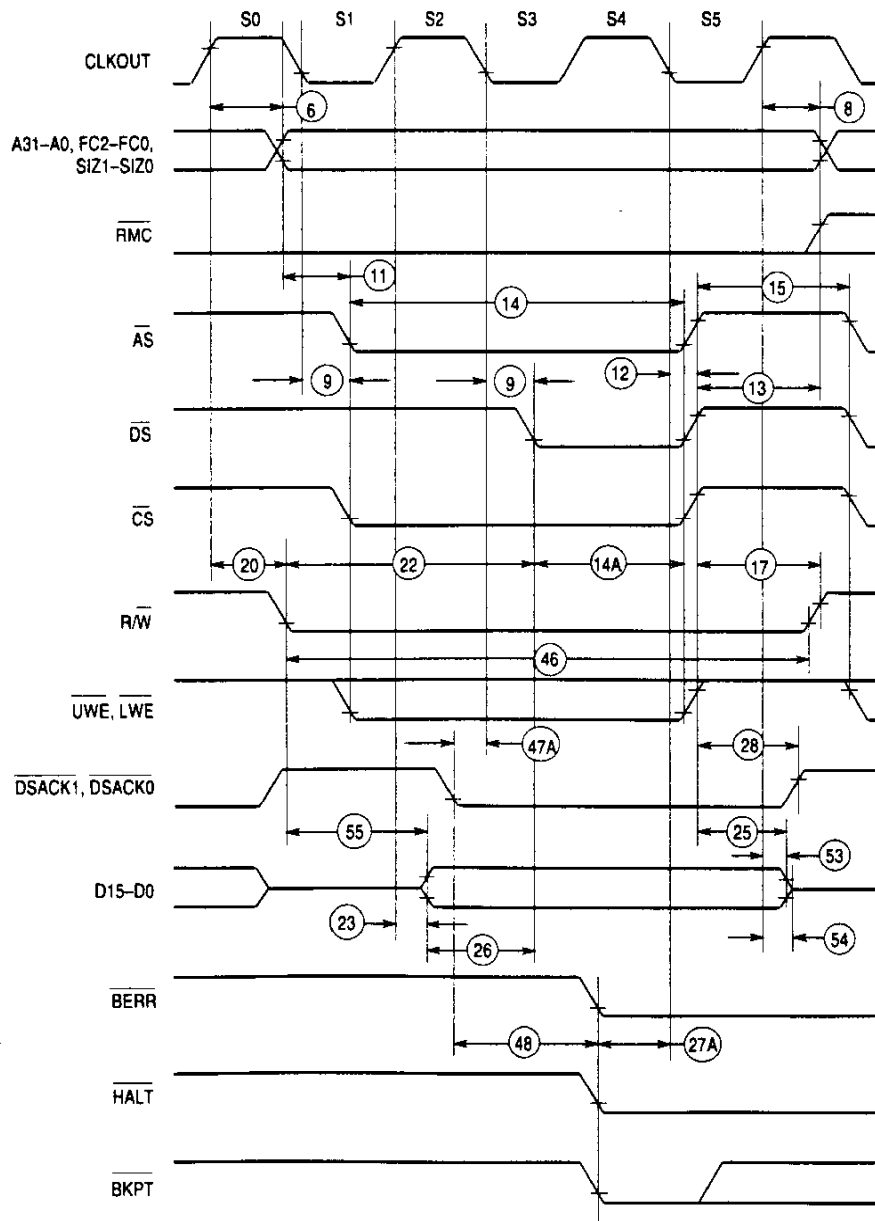 S0 S1 S2 S3 S4 S5
CLKOUT
6 8
A31–A0, FC2–FC0,
SIZ1–SIZ0
RMC
11
14 15
AS
9 9 12 13
DS
CS
20 22 14A 17
R/W
46
UWE, LWE
47A 28
DSACK1, DSACK0
55 25
53
D15–D0
23 26 54
BERR
48 27A
HALT
BKPT